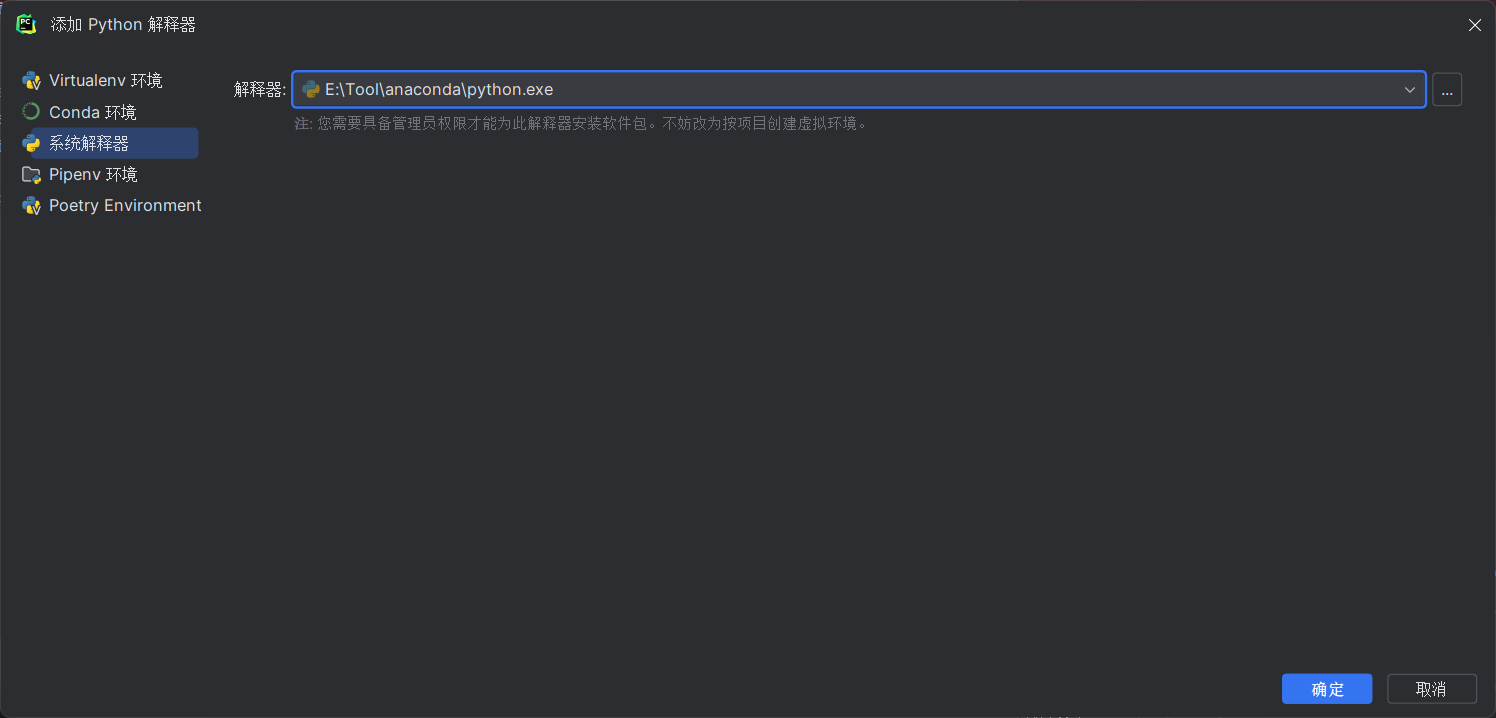 添加 Python 解释器
Virtualenv 环境
Conda 环境
系统解释器
Pipenv 环境
Poetry Environment
解释器: E:\Tool\anaconda\python.exe
...
注: 您需要具备管理员权限才能为此解释器安装软件包。不妨改为按项目创建虚拟环境。
确定
取消